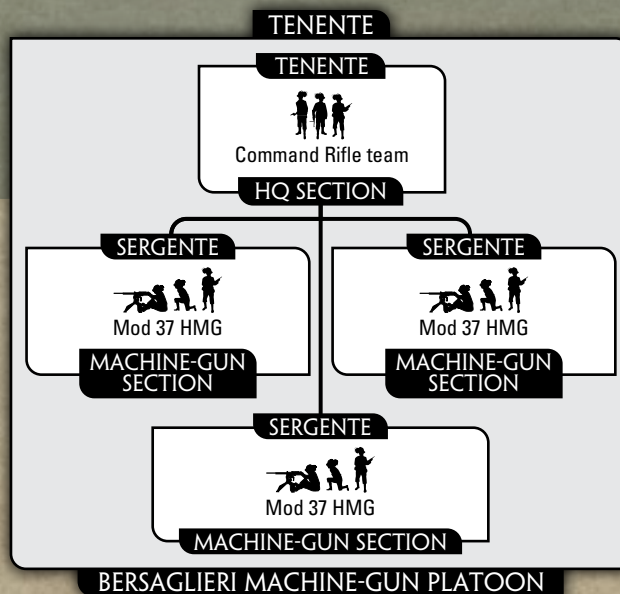 TENENTE
TENENTE
Command Rifle team
HQ SECTION
SERGENTE
Mod 37 HMG
MACHINE-GUN
SECTION
SERGENTE
Mod 37 HMG
MACHINE-GUN
SECTION
SERGENTE
Mod 37 HMG
MACHINE-GUN SECTION
BERSAGLIERI MACHINE-GUN PLATOON